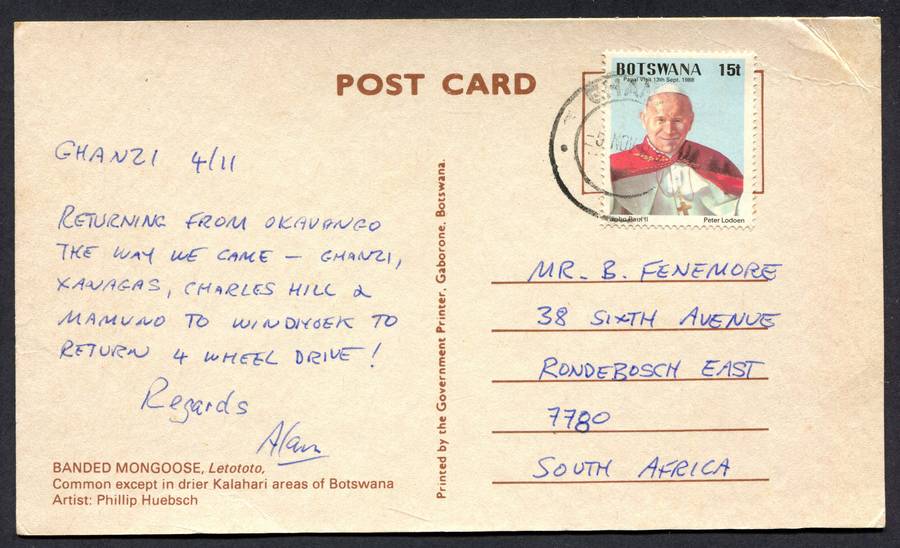 POST CARD
BOTSWANA 15t
Papal Visit 13th Sept. 1988
John Paul II Peter Lodoen
GHANZI 4/11
RETURNING FROM OKAVANGO
THE WAY WE CAME – GHANZI,
XANAGAS, CHARLES HILL &
MAMUNO TO WINDHOEK TO
RETURN 4 WHEEL DRIVE!
Regards
Alan
BANDED MONGOOSE, Letototo,
Common except in drier Kalahari areas of Botswana
Artist: Phillip Huebsch
Printed by the Government Printer, Gaborone, Botswana.
MR. B. FENEMORE
38 SIXTH AVENUE
RONDEBOSCH EAST
7780
SOUTH AFRICA